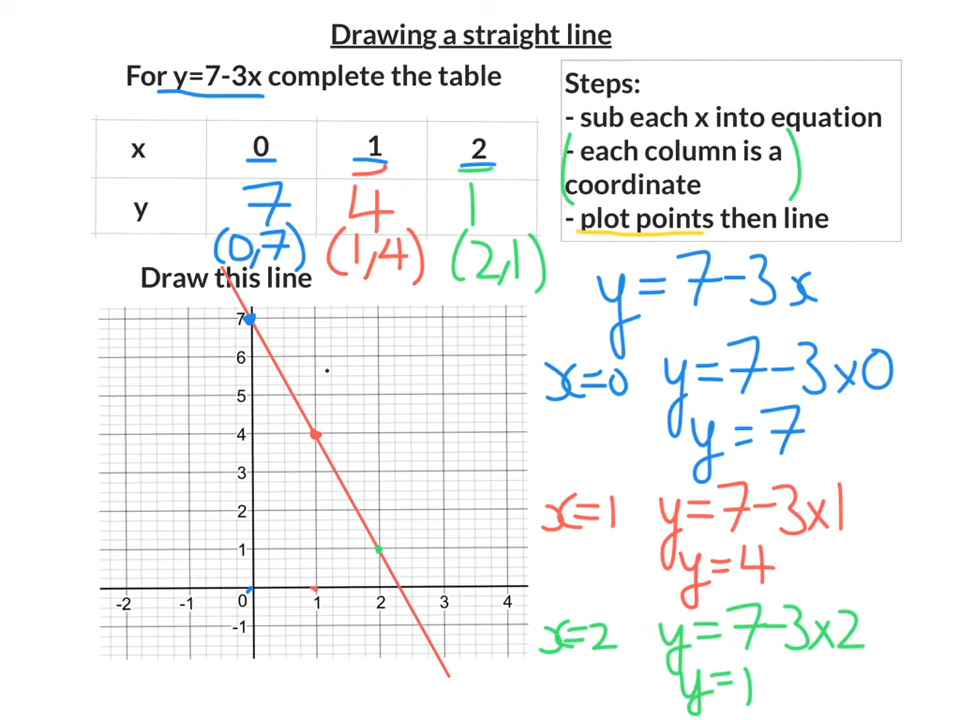 Drawing a straight line
For y=7-3x complete the table
x 0 1 2
y 7 4 1
(0,7) (1,4) (2,1)
Steps:
- sub each x into equation
- each column is a
coordinate
- plot points then line
Draw this line
7
6
5
4
3
2
1
-2 -1 0 1 2 3 4
-1
y=7-3x
x=0 y=7-3x0
y=7
x=1 y=7-3x1
y=4
x=2 y=7-3x2
y=1